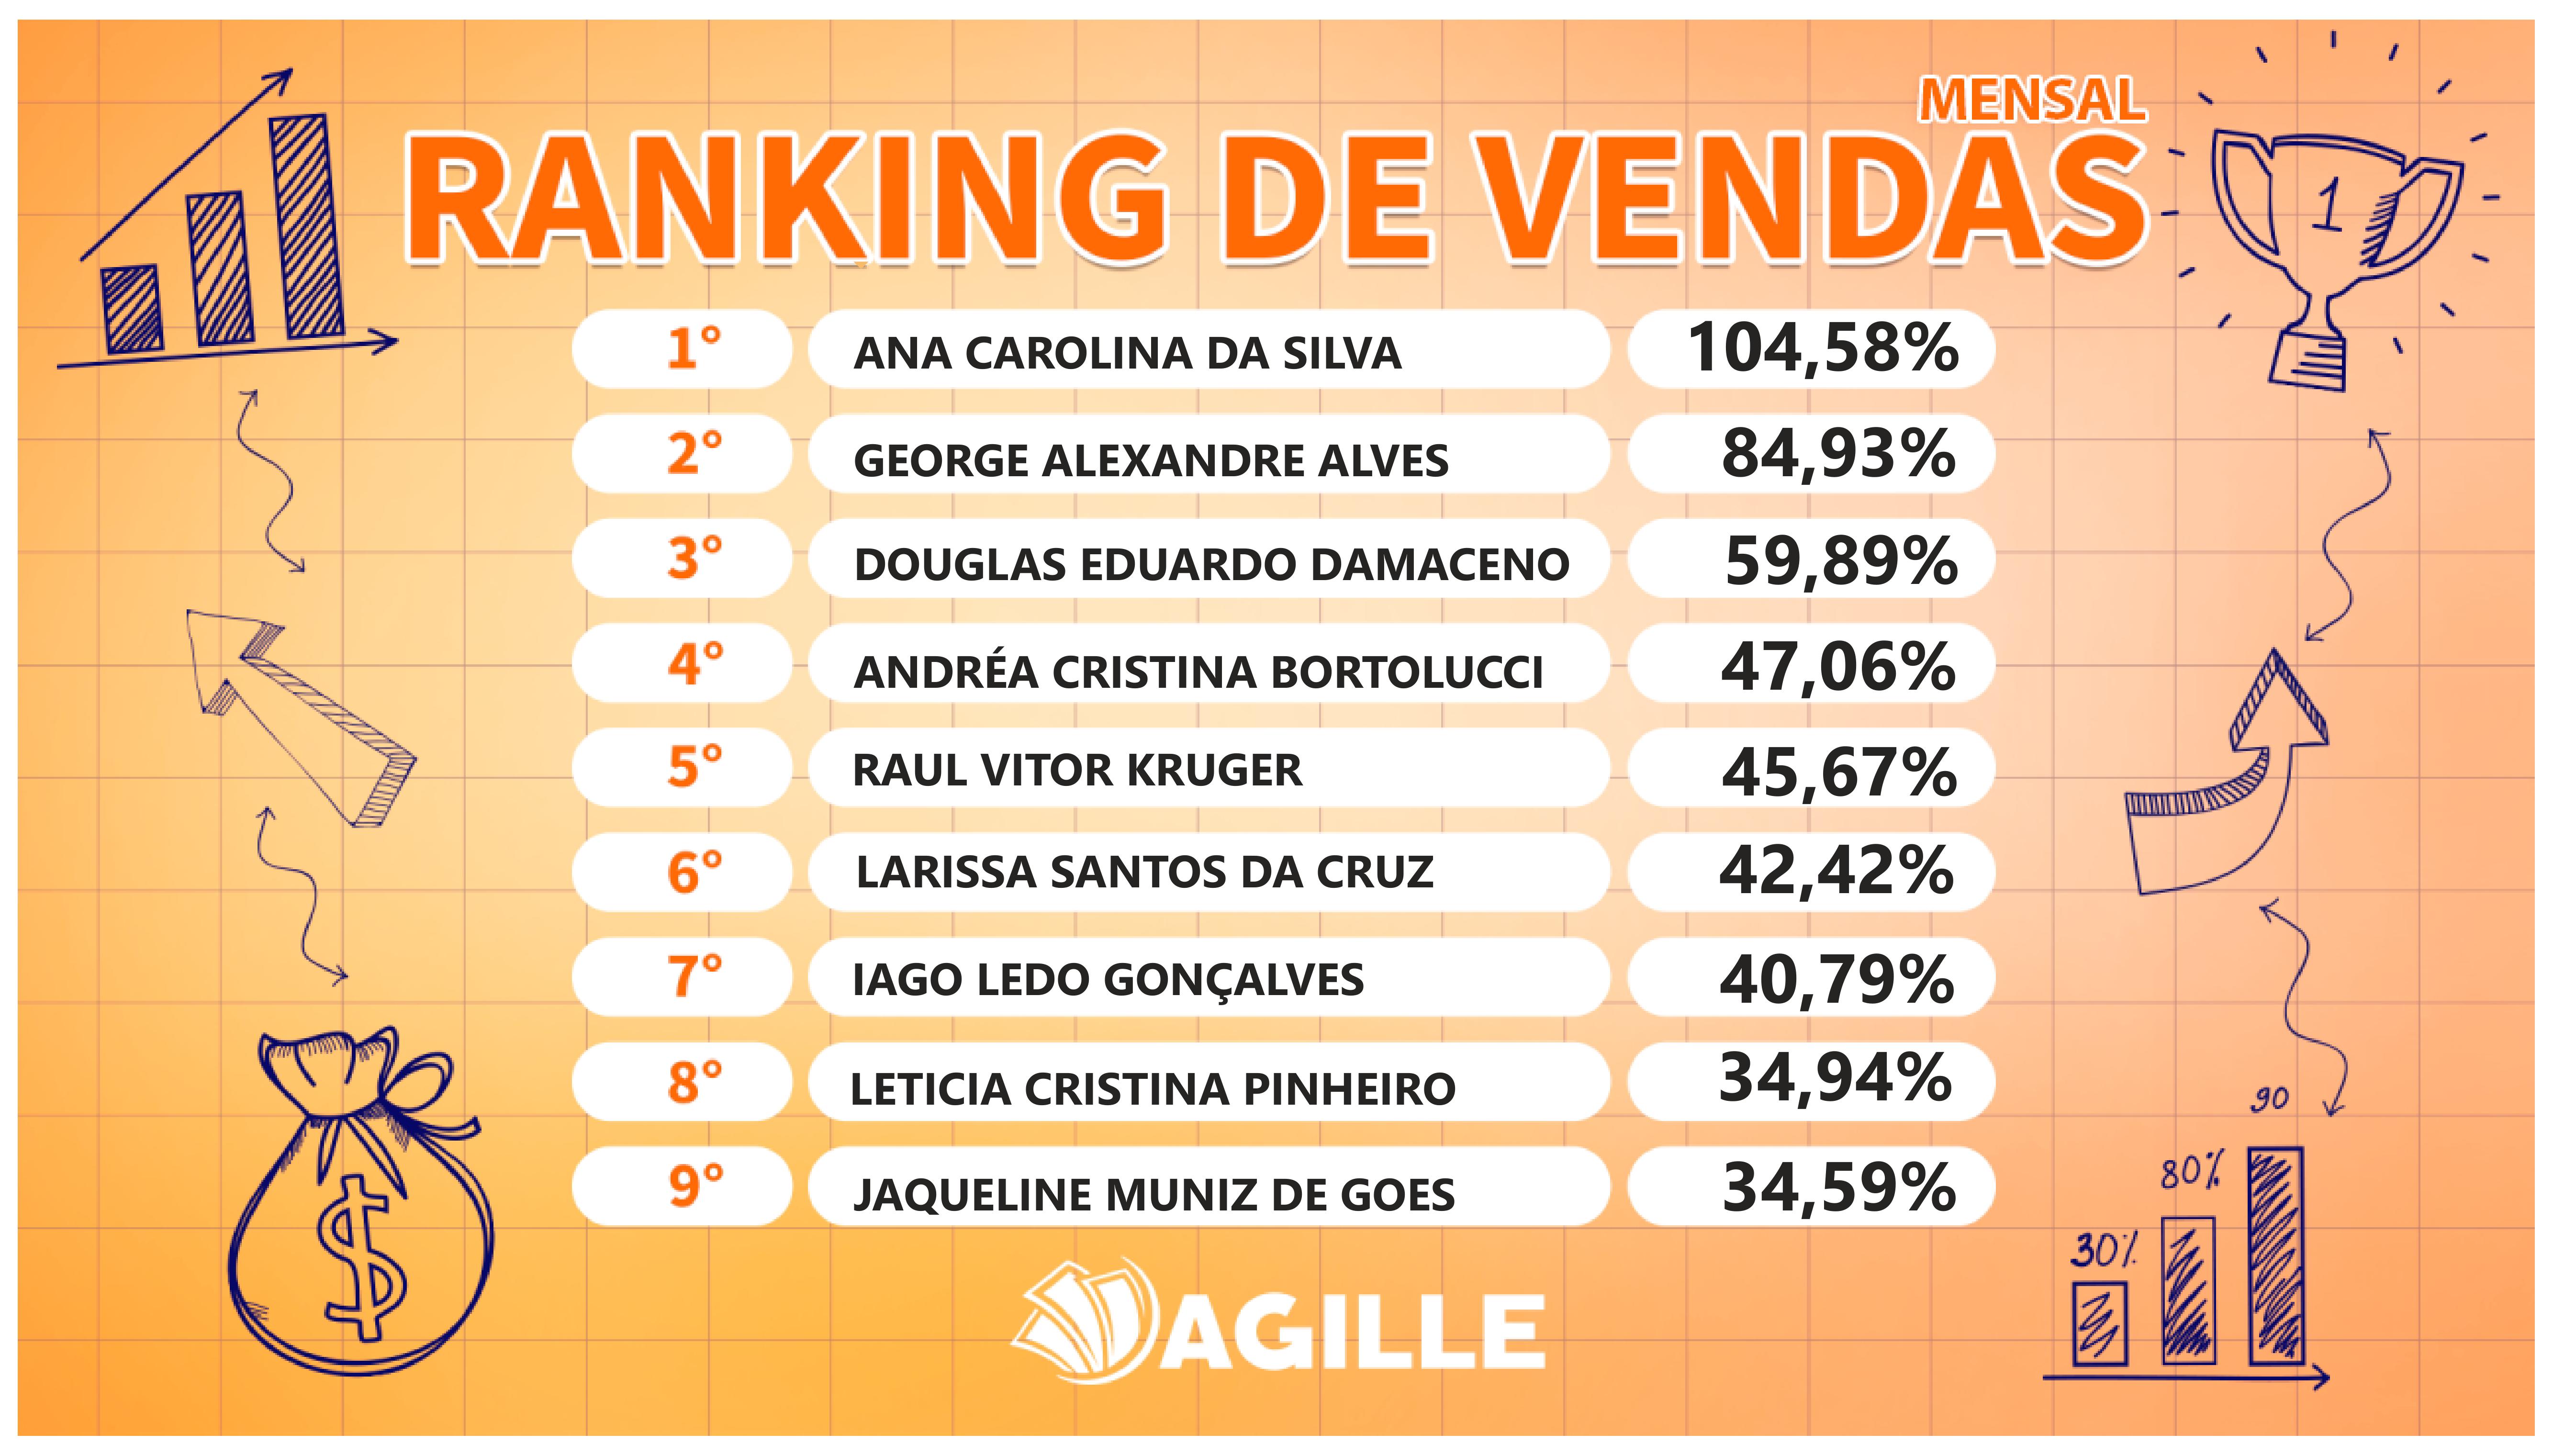 MENSAL
RANKING DE VENDAS
1
1° ANA CAROLINA DA SILVA 104,58%
2° GEORGE ALEXANDRE ALVES 84,93%
3° DOUGLAS EDUARDO DAMACENO 59,89%
4° ANDRÉA CRISTINA BORTOLUCCI 47,06%
5° RAUL VITOR KRUGER 45,67%
6° LARISSA SANTOS DA CRUZ 42,42%
7° IAGO LEDO GONÇALVES 40,79%
8° LETICIA CRISTINA PINHEIRO 34,94%
9° JAQUELINE MUNIZ DE GOES 34,59%
$
90
80%
30%
AGILLE